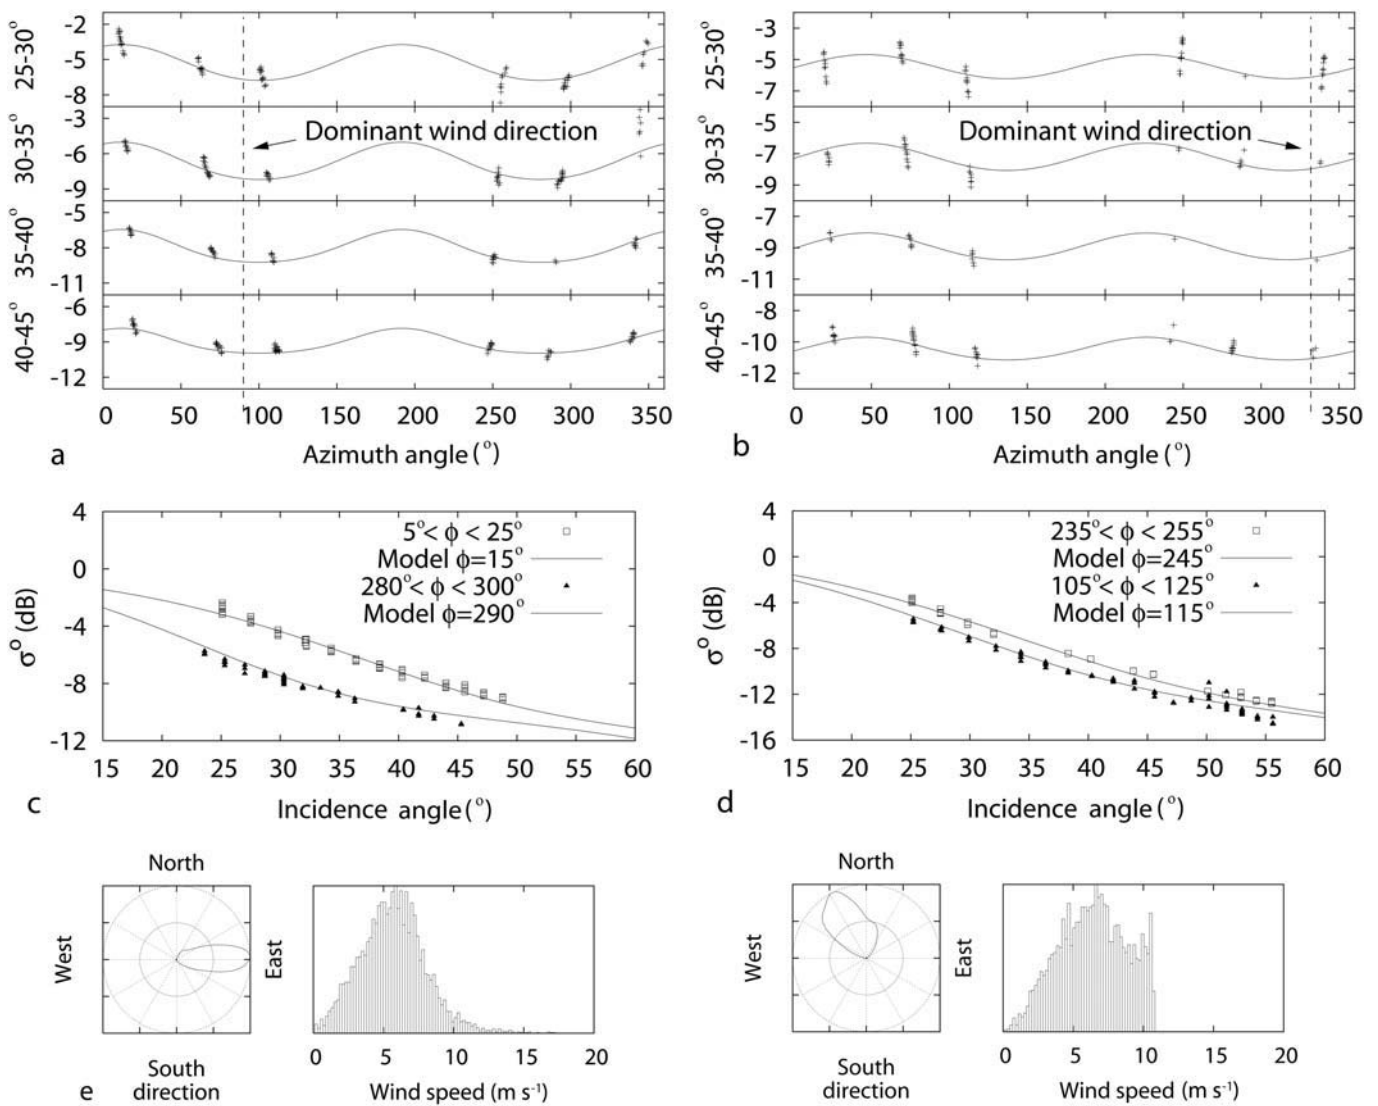 25-30°
-2
-5
-8
30-35°
-3
-6
-9
Dominant wind direction
35-40°
-5
-8
-11
40-45°
-6
-9
-12
0 50 100 150 200 250 300 350
a
Azimuth angle (°)
25-30°
-3
-5
-7
30-35°
-5
-7
-9
Dominant wind direction
35-40°
-7
-9
-11
40-45°
-8
-10
-12
0 50 100 150 200 250 300 350
b
Azimuth angle (°)
σ° (dB)
4
0
-4
-8
-12
5°< ϕ < 25°
Model ϕ=15°
280°< ϕ < 300°
Model ϕ=290°
15 20 25 30 35 40 45 50 55 60
c
Incidence angle (°)
σ° (dB)
4
0
-4
-8
-12
-16
235°< ϕ < 255°
Model ϕ=245°
105°< ϕ < 125°
Model ϕ=115°
15 20 25 30 35 40 45 50 55 60
d
Incidence angle (°)
North
West
East
South
direction
e
0 5 10 15 20
Wind speed (m s⁻¹)
North
West
East
South
direction
0 5 10 15 20
Wind speed (m s⁻¹)